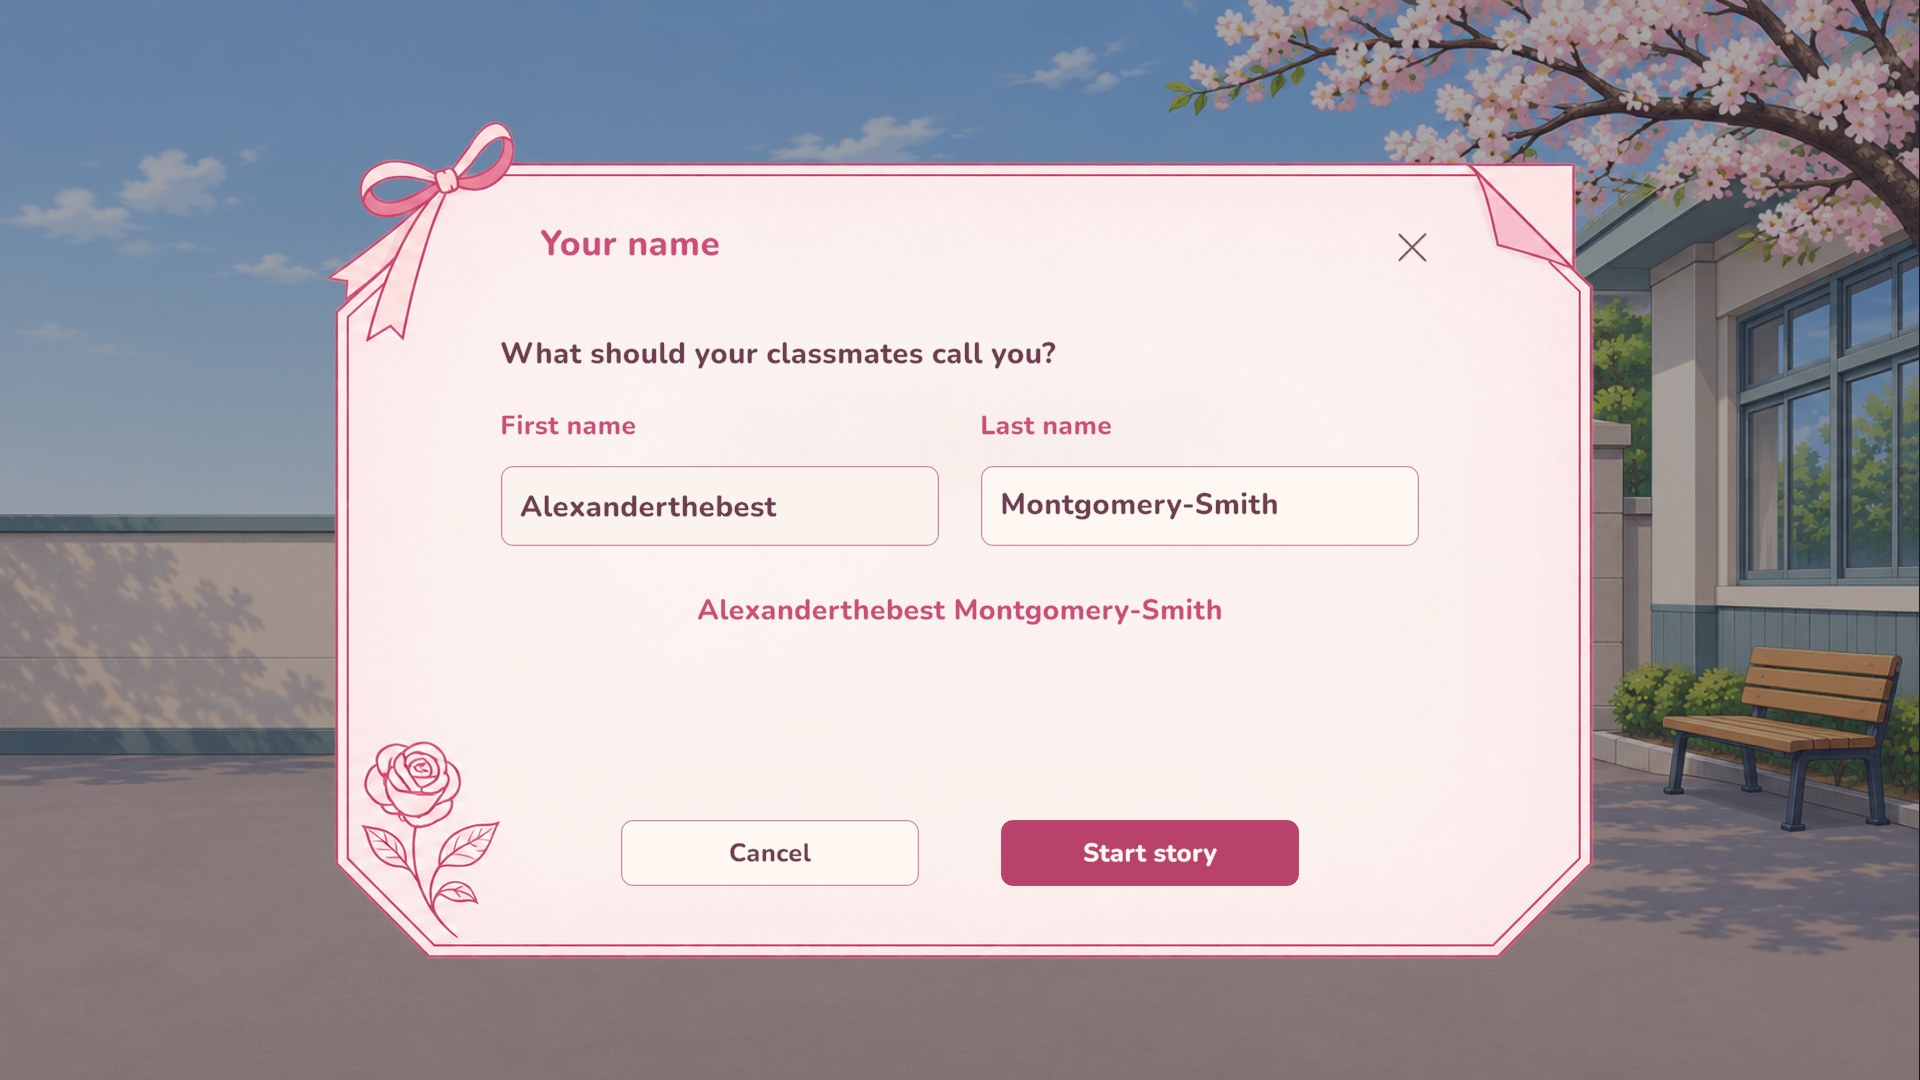 Your name
What should your classmates call you?
First name
Last name
Alexanderthebest
Montgomery-Smith
Alexanderthebest Montgomery-Smith
Cancel
Start story